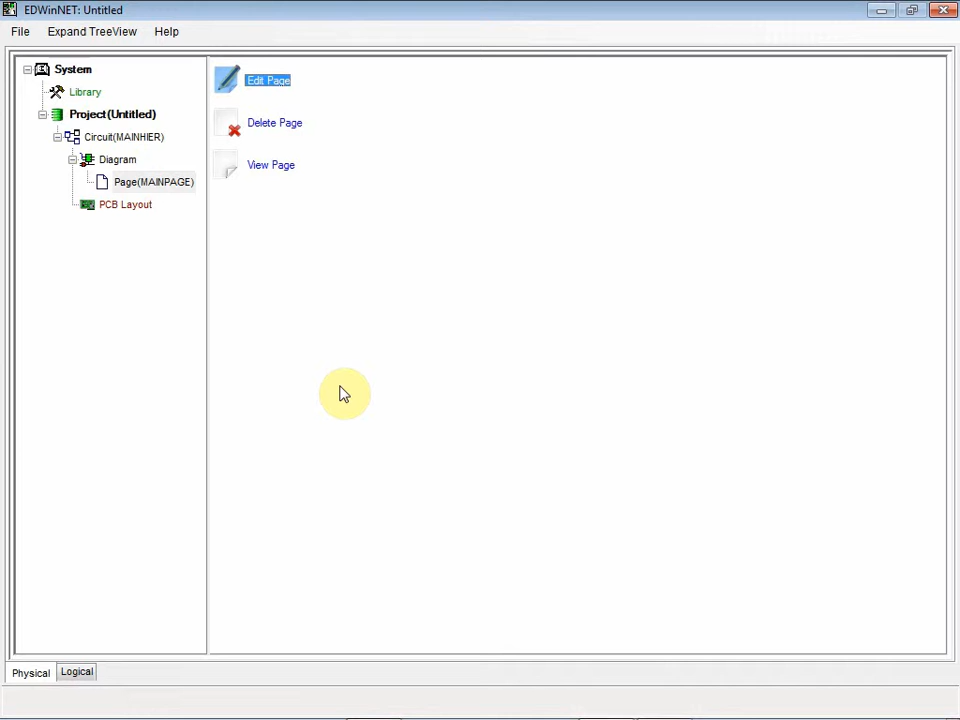 EDWinNET: Untitled
File Expand TreeView Help
System
Library
Project(Untitled)
Circuit(MAINHIER)
Diagram
Page(MAINPAGE)
PCB Layout
Edit Page
Delete Page
View Page
Physical Logical